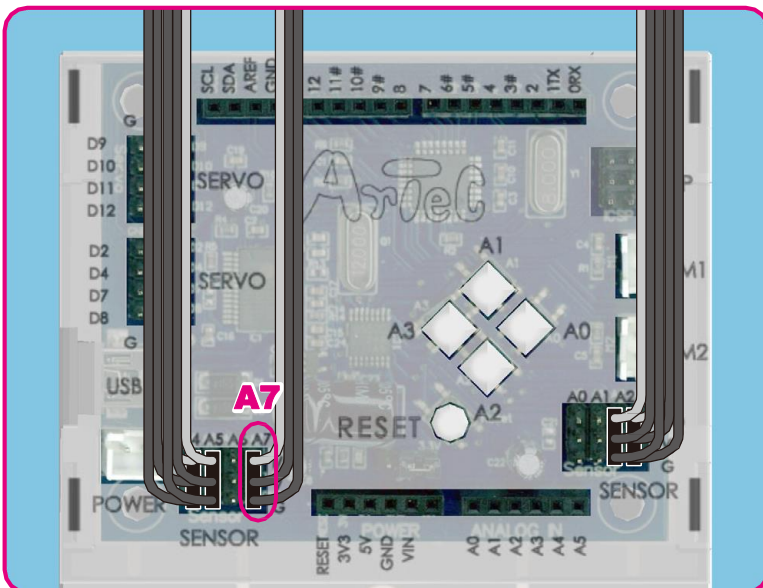 SCL SDA AREF GND 12 11# 10# 9# 8 7 6# 5# 4 3# 2 1TX 0RX
G
D9
D10
D11
D12
SERVO
ArTeC
D2
D4
D7
D8
SERVO
G
USB
A1
A3 A0
A2
M1
M2
A7
RESET
4 A5 A6 A7
A0 A1 A2
POWER
G
SENSOR
G
SENSOR
RESET 3V3 5V GND VIN
POWER
ANALOG IN
A0 A1 A2 A3 A4 A5